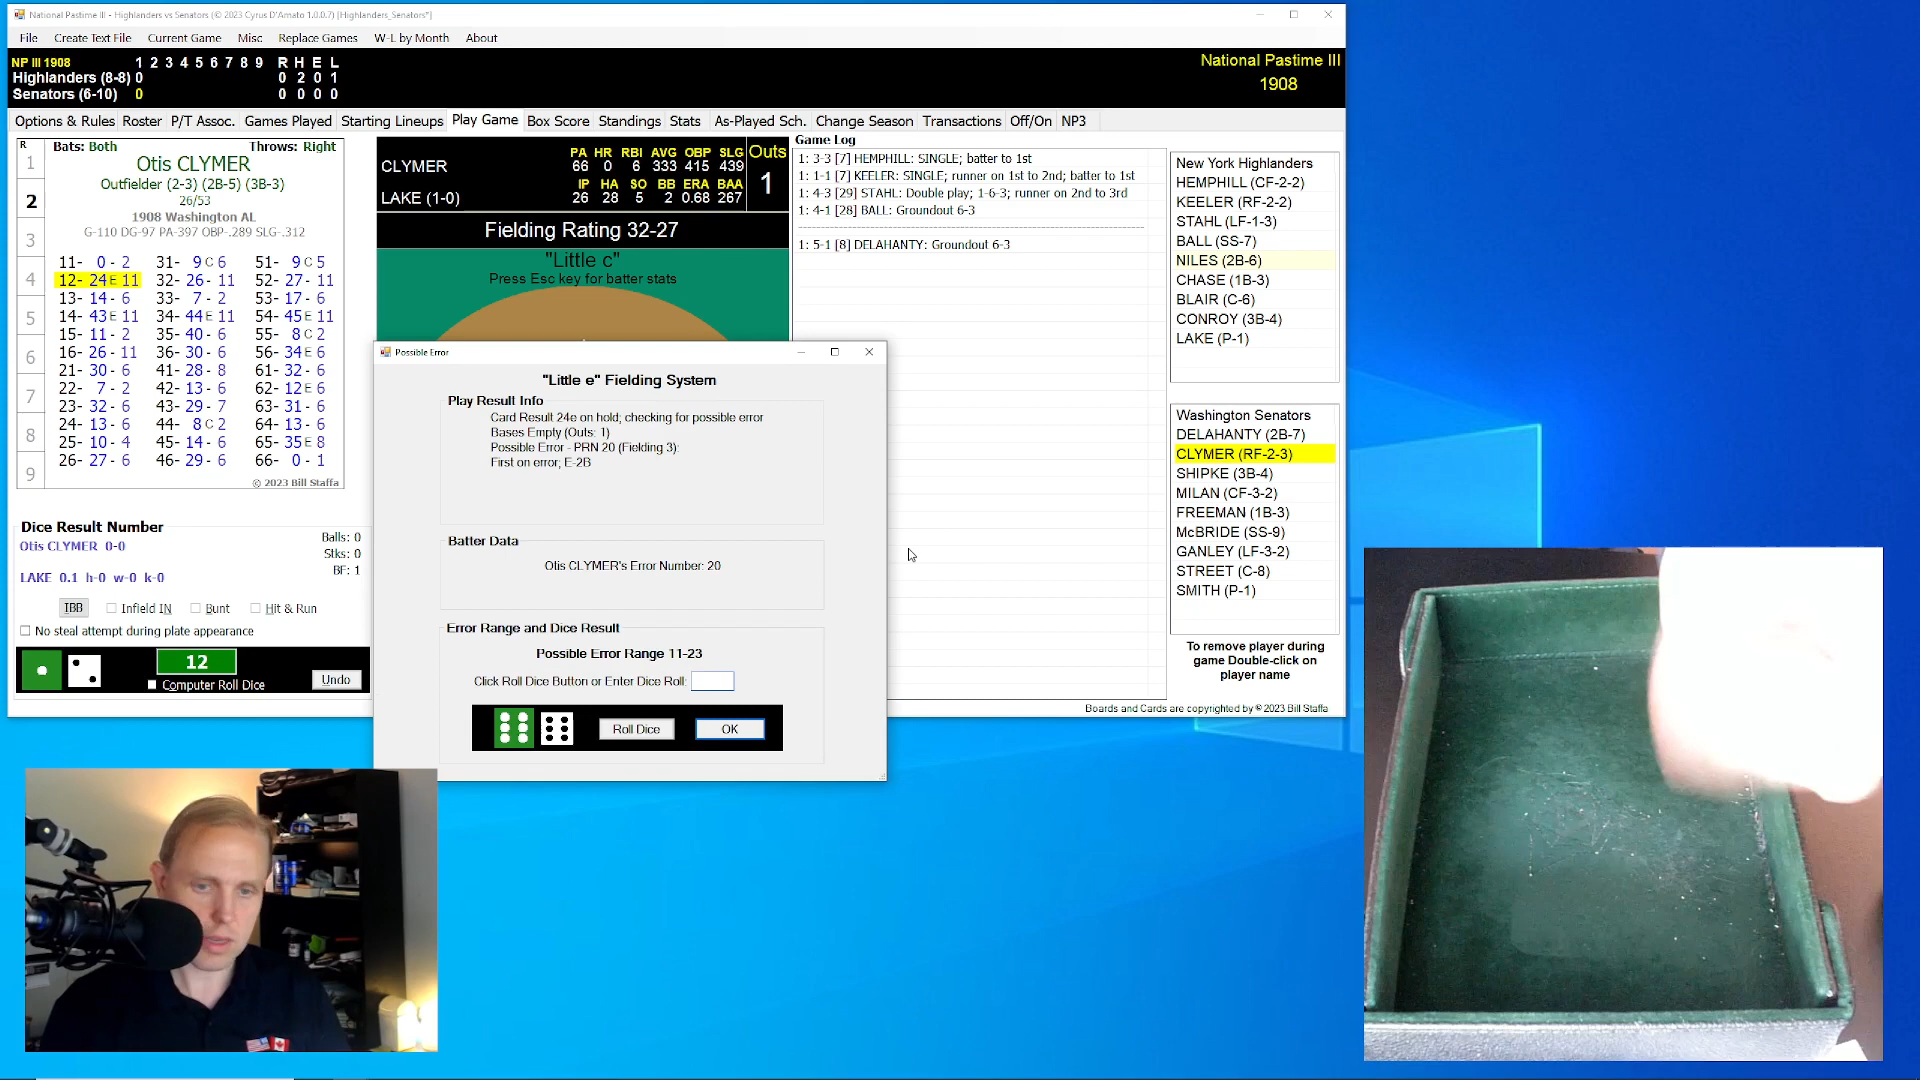 National Pastime III - Highlanders vs Senators (© 2023 Cyrus D'Amato 1.0.0.7) [Highlanders_Senators*]
File Create Text File Current Game Misc Replace Games W-L by Month About
NP III 1908 1 2 3 4 5 6 7 8 9 R H E L
Highlanders (8-8) 0 0 2 0 1
Senators (6-10) 0 0 0 0 0
National Pastime III
1908
Options & Rules Roster P/T Assoc. Games Played Starting Lineups Play Game Box Score Standings Stats As-Played Sch. Change Season Transactions Off/On NP3
R
1
2
3
4
5
6
7
8
9
Bats: Both Throws: Right
Otis CLYMER
Outfielder (2-3) (2B-5) (3B-3)
26/53
1908 Washington AL
G-110 DG-97 PA-397 OBP-.289 SLG-.312
11- 0 - 2 31- 9 C 6 51- 9 C 5
12- 24 E 11 32- 26 - 11 52- 27 - 11
13- 14 - 6 33- 7 - 2 53- 17 - 6
14- 43 E 11 34- 44 E 11 54- 45 E 11
15- 11 - 2 35- 40 - 6 55- 8 C 2
16- 26 - 11 36- 30 - 6 56- 34 E 6
21- 30 - 6 41- 28 - 8 61- 32 - 6
22- 7 - 2 42- 13 - 6 62- 12 E 6
23- 32 - 6 43- 29 - 7 63- 31 - 6
24- 13 - 6 44- 8 C 2 64- 13 - 6
25- 10 - 4 45- 14 - 6 65- 35 E 8
26- 27 - 6 46- 29 - 6 66- 0 - 1
© 2023 Bill Staffa
Dice Result Number
Otis CLYMER 0-0
LAKE 0.1 h-0 w-0 k-0
Balls: 0
Stks: 0
BF: 1
IBB Infield IN Bunt Hit & Run
No steal attempt during plate appearance
12
Computer Roll Dice
Undo
PA HR RBI AVG OBP SLG
CLYMER 66 0 6 333 415 439
IP HA SO BB ERA BAA
LAKE (1-0) 26 28 5 2 0.68 267
Outs
1
Fielding Rating 32-27
"Little c"
Press Esc key for batter stats
Possible Error
"Little e" Fielding System
Play Result Info
Card Result 24e on hold; checking for possible error
Bases Empty (Outs: 1)
Possible Error - PRN 20 (Fielding 3):
First on error; E-2B
Batter Data
Otis CLYMER's Error Number: 20
Error Range and Dice Result
Possible Error Range 11-23
Click Roll Dice Button or Enter Dice Roll:
Roll Dice OK
Game Log
1: 3-3 [7] HEMPHILL: SINGLE; batter to 1st
1: 1-1 [7] KEELER: SINGLE; runner on 1st to 2nd; batter to 1st
1: 4-3 [29] STAHL: Double play; 1-6-3; runner on 2nd to 3rd
1: 4-1 [28] BALL: Groundout 6-3
1: 5-1 [8] DELAHANTY: Groundout 6-3
New York Highlanders
HEMPHILL (CF-2-2)
KEELER (RF-2-2)
STAHL (LF-1-3)
BALL (SS-7)
NILES (2B-6)
CHASE (1B-3)
BLAIR (C-6)
CONROY (3B-4)
LAKE (P-1)
Washington Senators
DELAHANTY (2B-7)
CLYMER (RF-2-3)
SHIPKE (3B-4)
MILAN (CF-3-2)
FREEMAN (1B-3)
McBRIDE (SS-9)
GANLEY (LF-3-2)
STREET (C-8)
SMITH (P-1)
To remove player during
game Double-click on
player name
Boards and Cards are copyrighted by © 2023 Bill Staffa